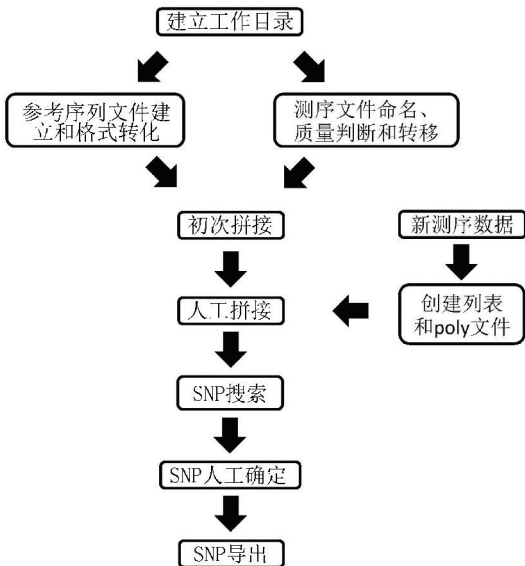 建立工作目录
参考序列文件建
立和格式转化
测序文件命名、
质量判断和转移
初次拼接
新测序数据
人工拼接
创建列表
和poly文件
SNP搜索
SNP人工确定
SNP导出